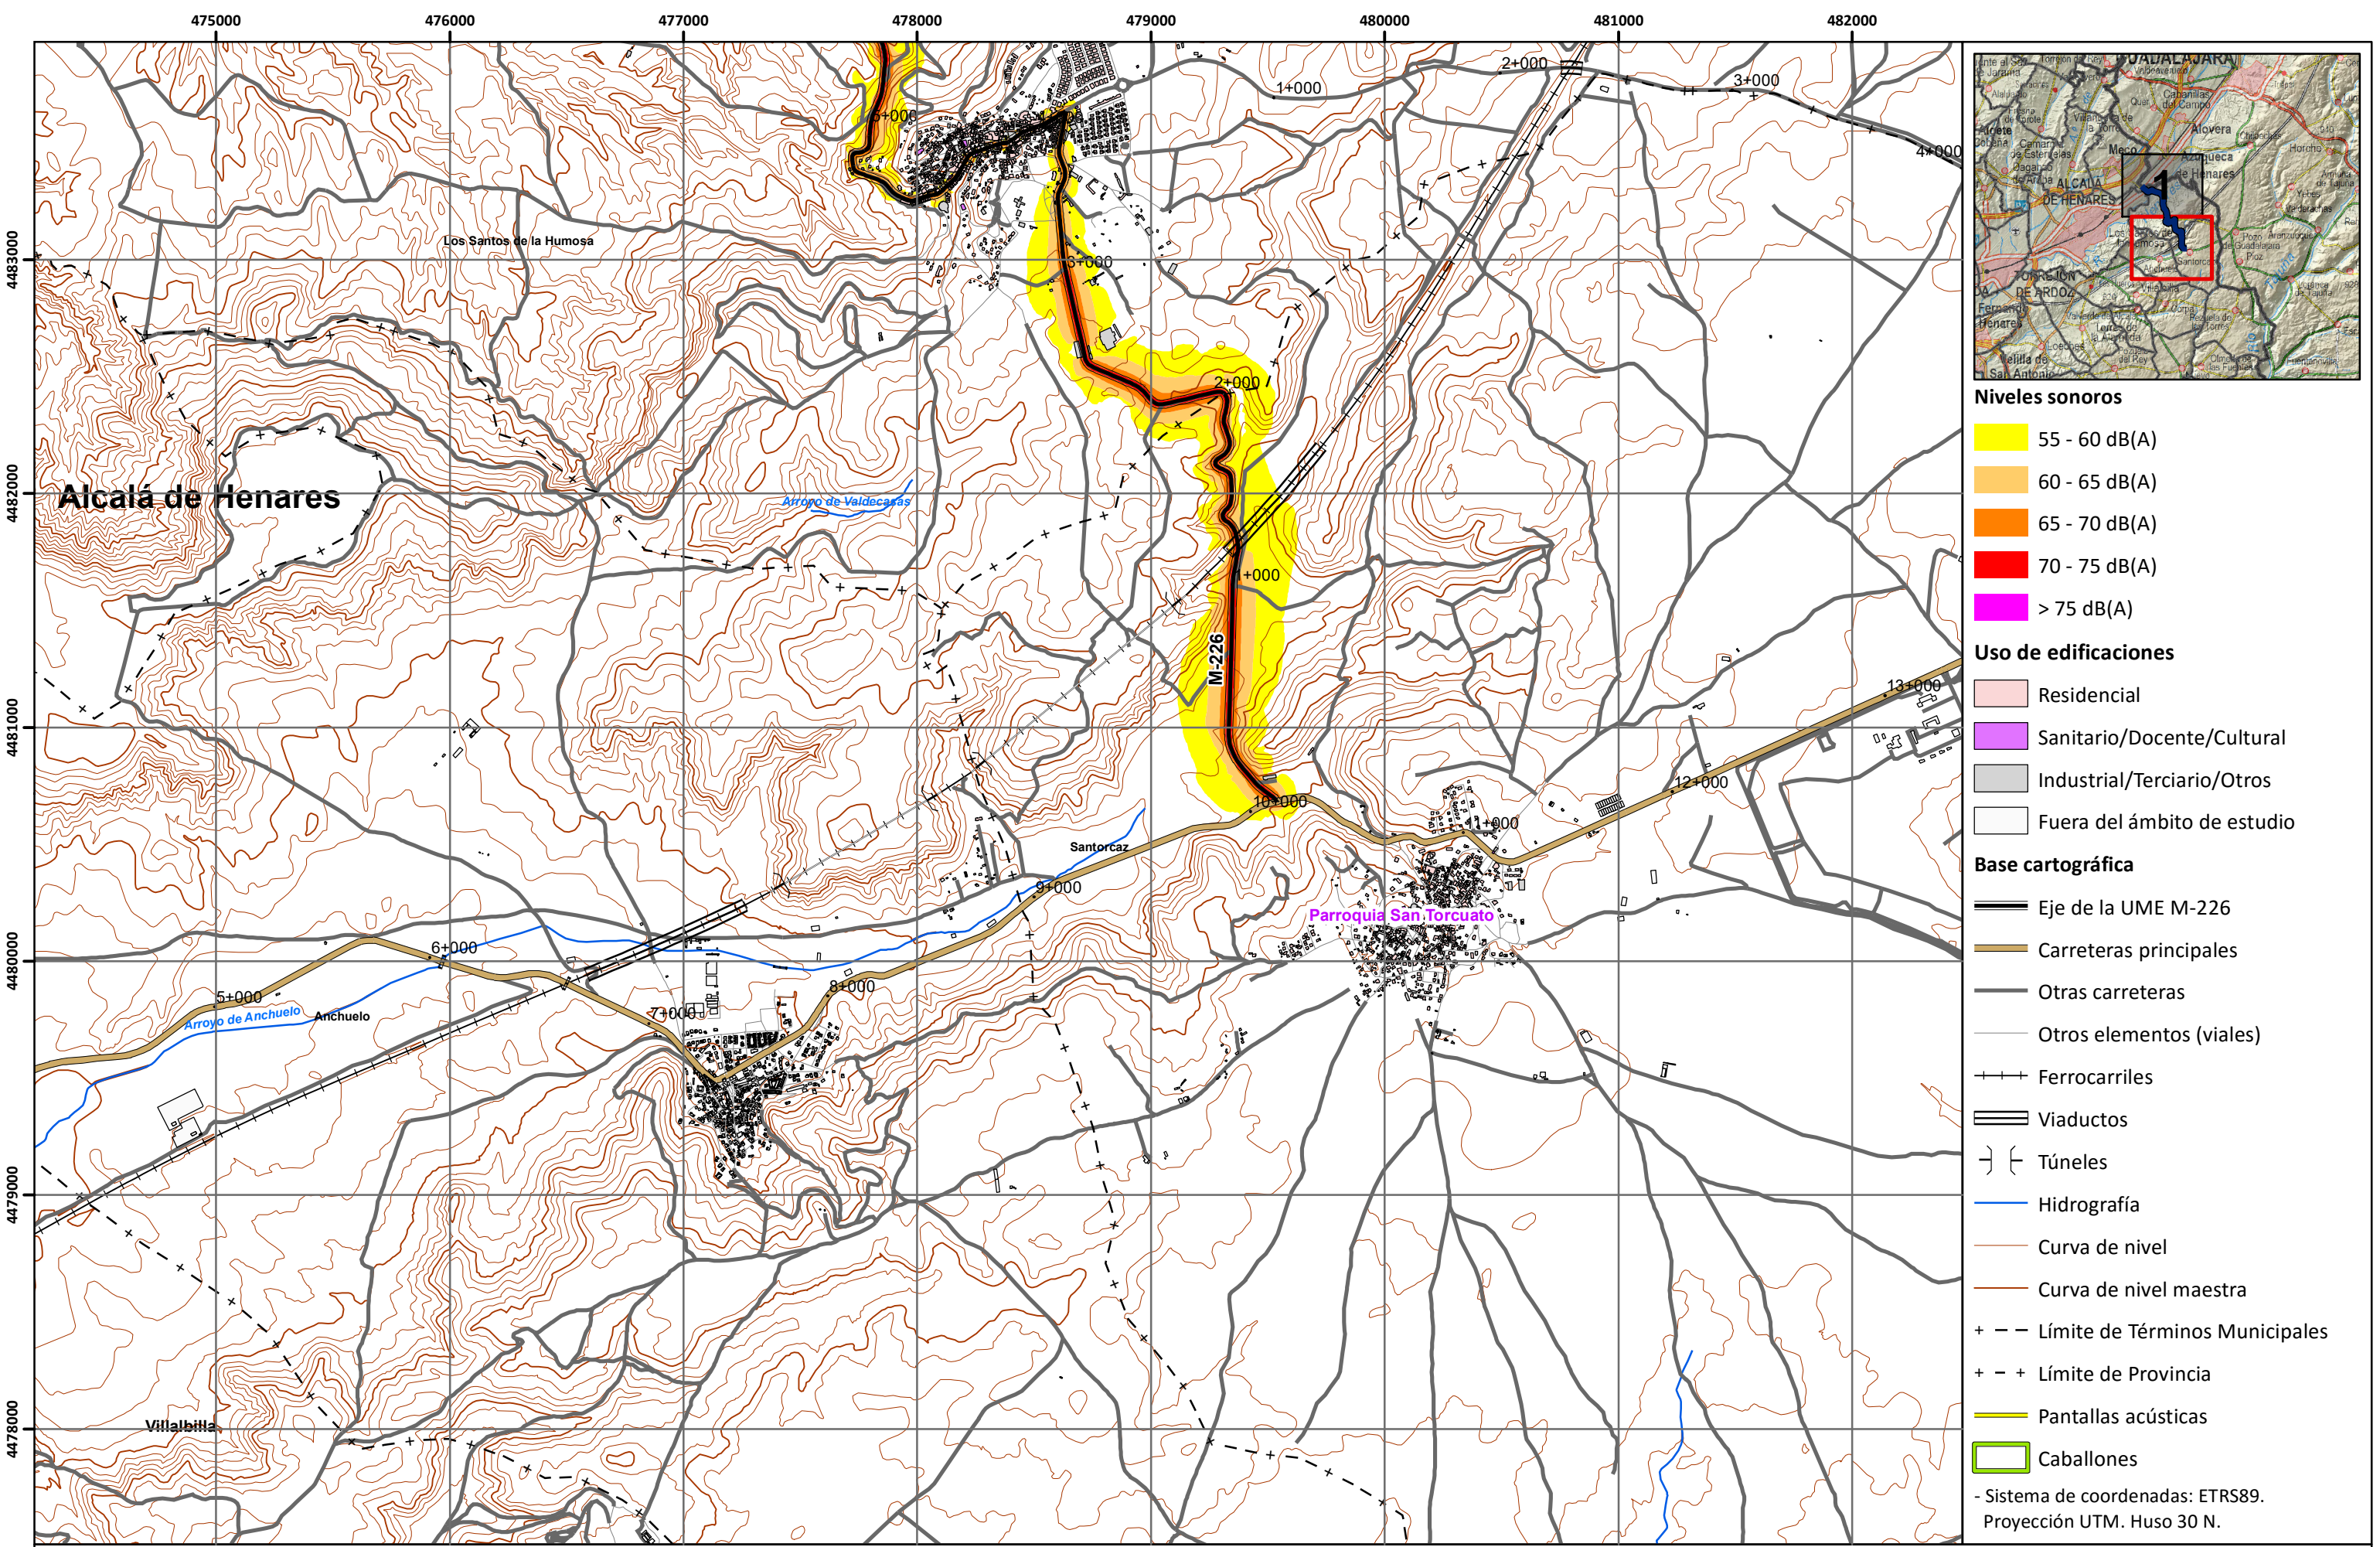 475000 476000 477000 478000 479000 480000 481000 482000
4483000
4482000
4481000
4480000
4479000
4478000
1+000
2+000
3+000
4+000
Los Santos de la Humosa
3+000
2+000
Alcalá de Henares
Arroyo de Valdecasas
1+000
M-226
13+000
12+000
10+000
11+000
Santorcaz
9+000
Parroquia San Torcuato
6+000
8+000
5+000
Arroyo de Anchuelo
Anchuelo
7+000
Villalbilla
GUADALAJARA
Alovera
Meco
Azuqueca
de Henares
ALCALÁ
DE HENARES
1
Horcho
Santorcaz
Anchuelo
TORREJÓN
DE ARDOZ
Villalbilla
Loeches
San Antonio
Niveles sonoros
55 - 60 dB(A)
60 - 65 dB(A)
65 - 70 dB(A)
70 - 75 dB(A)
> 75 dB(A)
Uso de edificaciones
Residencial
Sanitario/Docente/Cultural
Industrial/Terciario/Otros
Fuera del ámbito de estudio
Base cartográfica
Eje de la UME M-226
Carreteras principales
Otras carreteras
Otros elementos (viales)
Ferrocarriles
Viaductos
Túneles
Hidrografía
Curva de nivel
Curva de nivel maestra
Límite de Términos Municipales
Límite de Provincia
Pantallas acústicas
Caballones
- Sistema de coordenadas: ETRS89.
Proyección UTM. Huso 30 N.